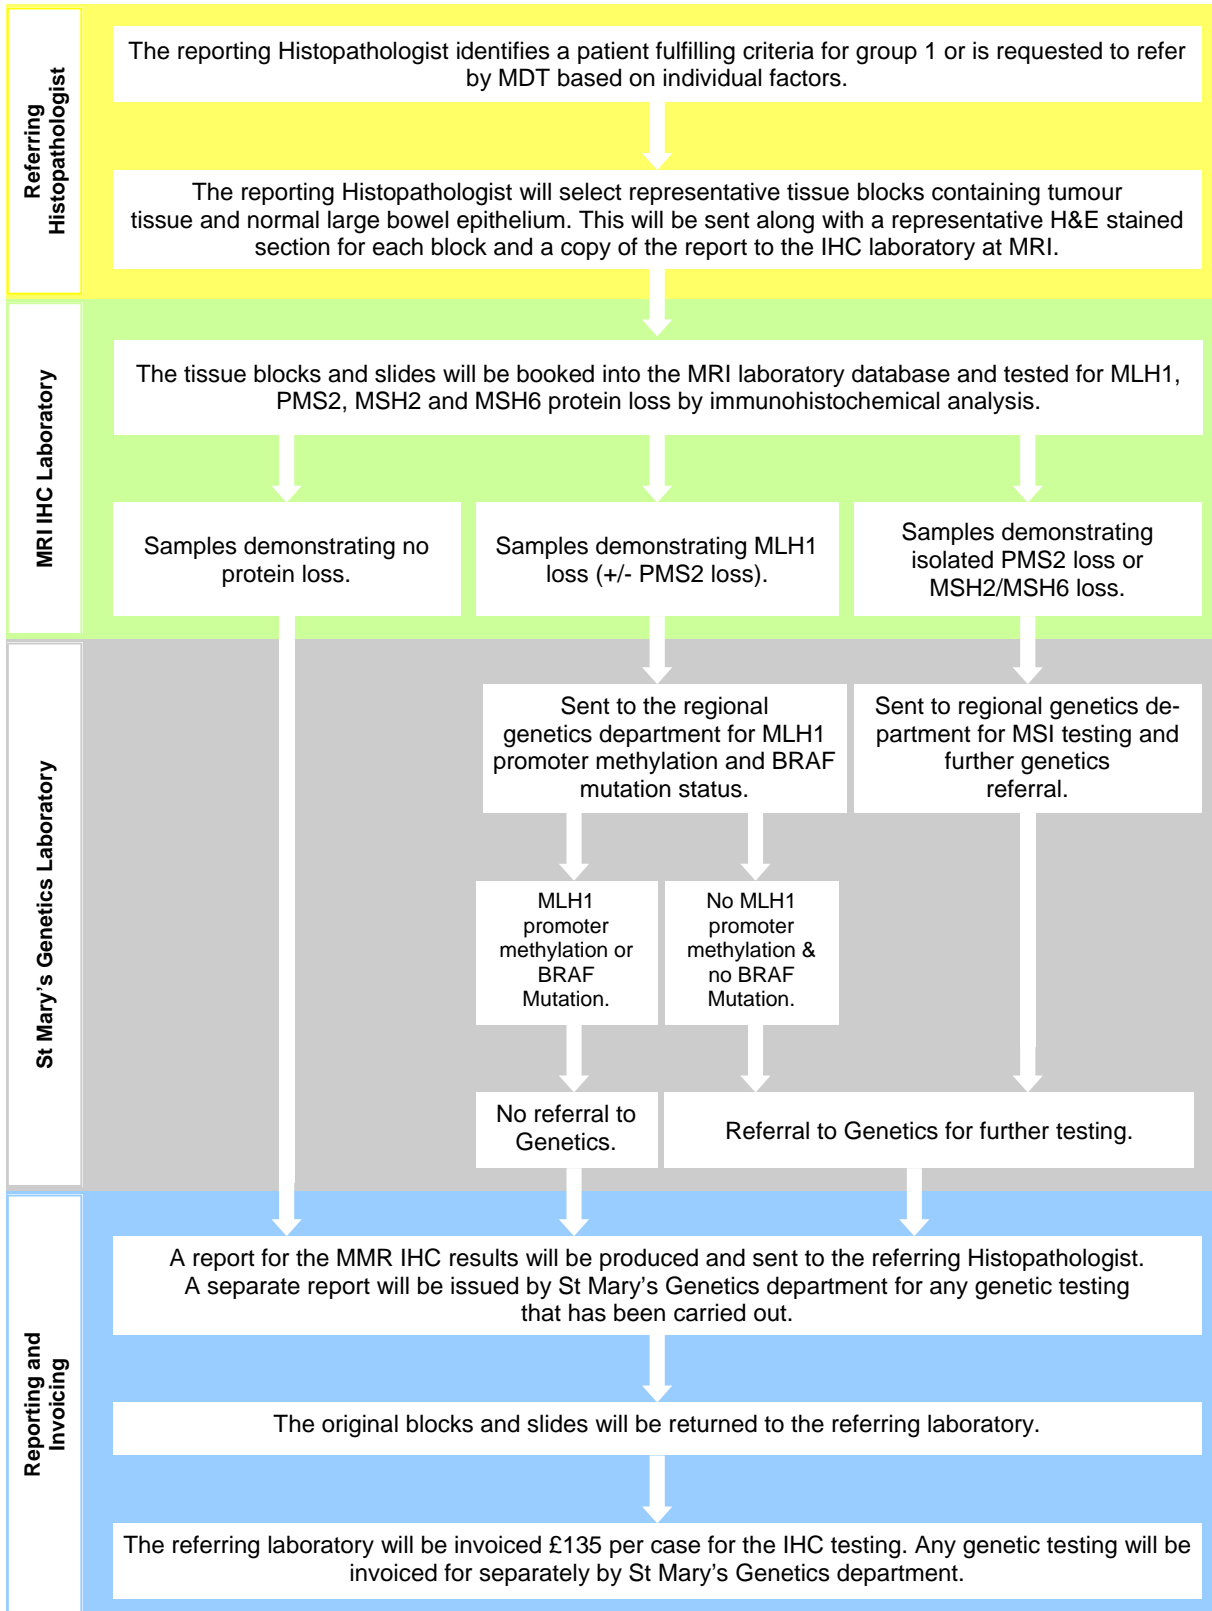 Referring
Histopathologist
The reporting Histopathologist identifies a patient fulfilling criteria for group 1 or is requested to refer
by MDT based on individual factors.
The reporting Histopathologist will select representative tissue blocks containing tumour
tissue and normal large bowel epithelium. This will be sent along with a representative H&E stained
section for each block and a copy of the report to the IHC laboratory at MRI.
MRI IHC Laboratory
The tissue blocks and slides will be booked into the MRI laboratory database and tested for MLH1,
PMS2, MSH2 and MSH6 protein loss by immunohistochemical analysis.
Samples demonstrating no
protein loss.
Samples demonstrating MLH1
loss (+/- PMS2 loss).
Samples demonstrating
isolated PMS2 loss or
MSH2/MSH6 loss.
St Mary's Genetics Laboratory
Sent to the regional
genetics department for MLH1
promoter methylation and BRAF
mutation status.
Sent to regional genetics de-
partment for MSI testing and
further genetics
referral.
MLH1
promoter
methylation or
BRAF
Mutation.
No MLH1
promoter
methylation &
no BRAF
Mutation.
No referral to
Genetics.
Referral to Genetics for further testing.
Reporting and
Invoicing
A report for the MMR IHC results will be produced and sent to the referring Histopathologist.
A separate report will be issued by St Mary's Genetics department for any genetic testing
that has been carried out.
The original blocks and slides will be returned to the referring laboratory.
The referring laboratory will be invoiced £135 per case for the IHC testing. Any genetic testing will be
invoiced for separately by St Mary's Genetics department.